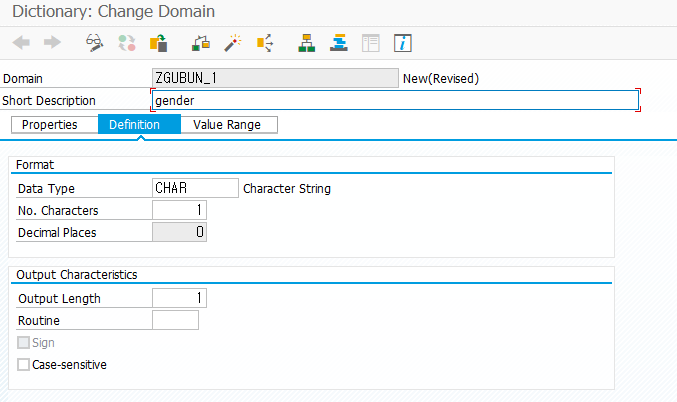 Dictionary: Change Domain
Domain ZGUBUN_1 New(Revised)
Short Description gender
Properties Definition Value Range
Format
Data Type CHAR Character String
No. Characters 1
Decimal Places 0
Output Characteristics
Output Length 1
Routine
Sign
Case-sensitive